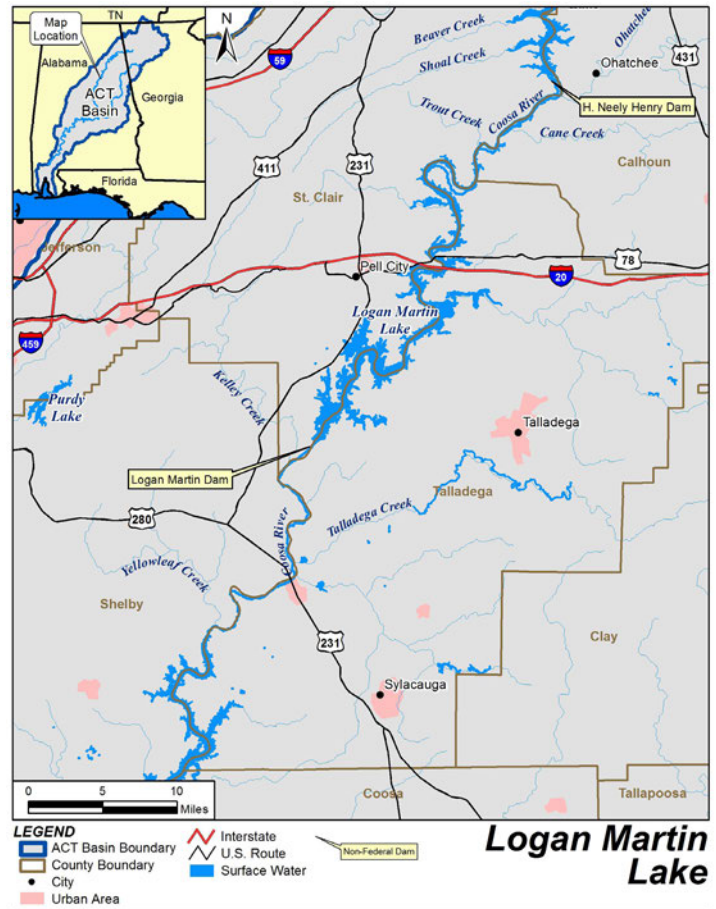 TN
Map
Location
Alabama
ACT
Basin
Georgia
Florida
N
59
Beaver Creek
Shoal Creek
Ohatchee
431
Ohatchee
H. Neely Henry Dam
Trout Creek
Coosa River
Cane Creek
411
231
Calhoun
St. Clair
Jefferson
78
Pell City
20
Logan Martin
Lake
459
Kelley Creek
Purdy
Lake
Talladega
Logan Martin Dam
Talladega
280
Coosa River
Talladega Creek
Yellowleaf Creek
Shelby
Clay
231
Sylacauga
0 5 10
Miles
Coosa
Tallapoosa
LEGEND
ACT Basin Boundary
County Boundary
City
Urban Area
Interstate
U.S. Route
Surface Water
Non-Federal Dam
Logan Martin
Lake